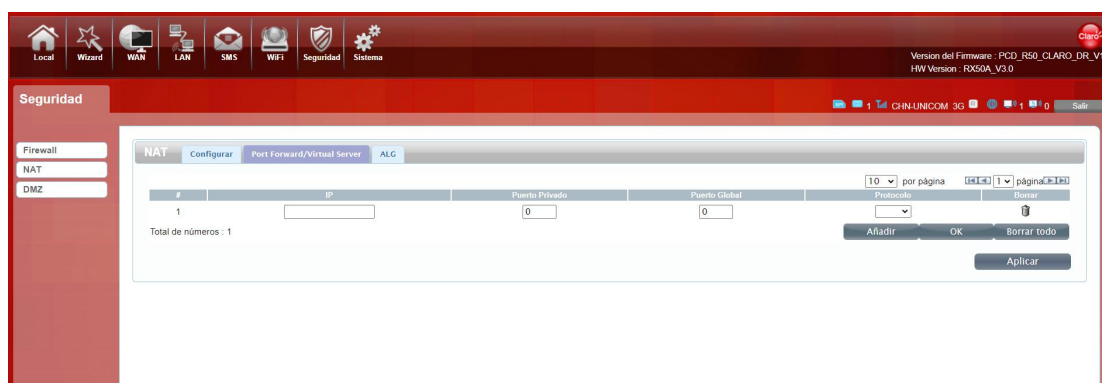 Local Wizard WAN LAN SMS WiFi Seguridad Sistema
Claro
Version del Firmware : PCD_R50_CLARO_DR_V1
HW Version : RX50A_V3.0
Seguridad
1 CHN-UNICOM 3G 1 0 Salir
Firewall
NAT
DMZ
NAT Configurar Port Forward/Virtual Server ALG
10 por página 1 página
# IP Puerto Privado Puerto Global Protocolo Borrar
1 0 0
Total de números : 1
Añadir OK Borrar todo
Aplicar